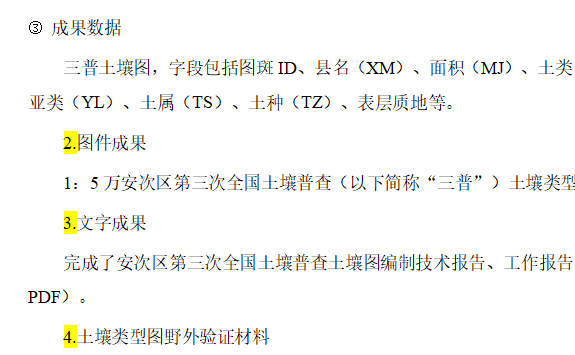 ③ 成果数据
三普土壤图，字段包括图斑 ID、县名（XM）、面积（MJ）、土类
亚类（YL）、土属（TS）、土种（TZ）、表层质地等。
2.图件成果
1：5 万安次区第三次全国土壤普查（以下简称“三普”）土壤类型
3.文字成果
完成了安次区第三次全国土壤普查土壤图编制技术报告、工作报告
PDF）。
4.土壤类型图野外验证材料